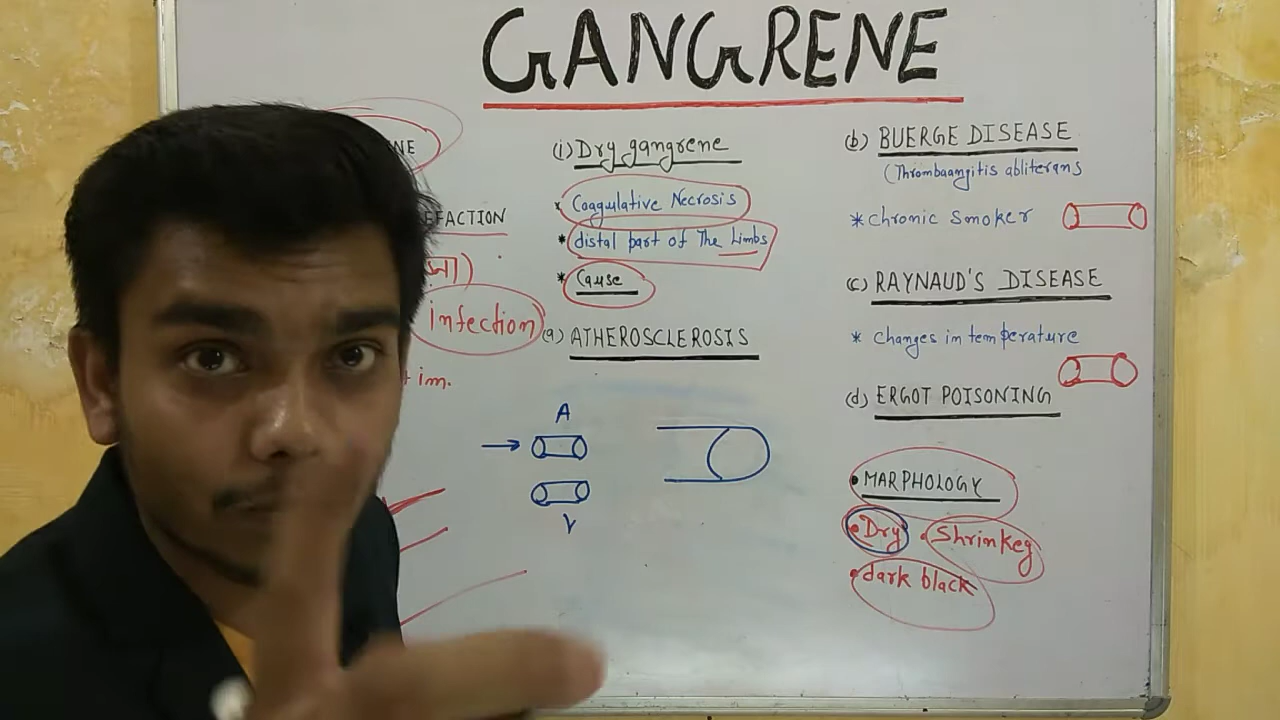 GANGRENE
NE
EFACTION
infection)
+ im.
(i) Dry gangrene
* Coagulative Necrosis
* distal part of The Limbs
* Cause
(a) ATHEROSCLEROSIS
A
V
(b) BUERGE DISEASE
(Thrombaangitis abliterans
* chronic smoker
(c) RAYNAUD'S DISEASE
* changes in temperature
(d) ERGOT POISONING
• MARPHOLOGY
• Dry • Shrinkeg
• dark black